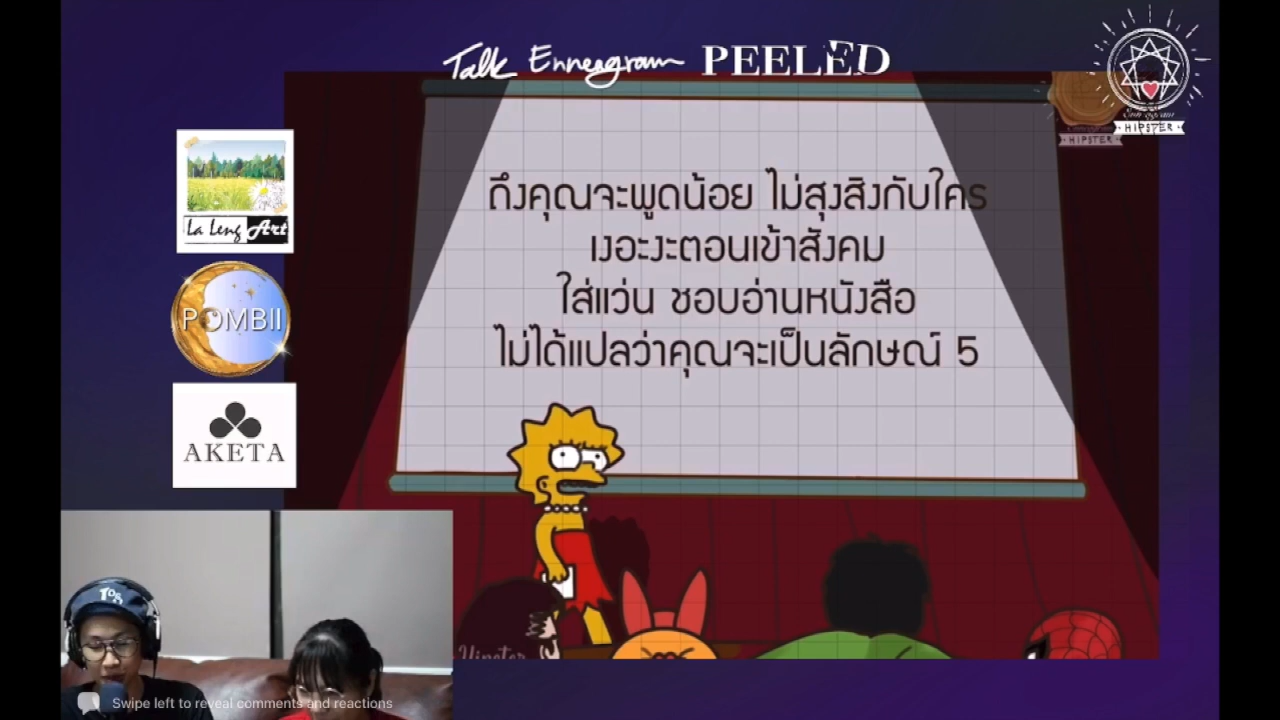 Talk Enneagram PEELED
Enneagram
HIPSTER
HIPSTER
La Leng Art
POMBII
AKETA
ถึงคุณจะพูดน้อย ไม่สุงสิงกับใคร
เงอะงะตอนเข้าสังคม
ใส่แว่น ชอบอ่านหนังสือ
ไม่ได้แปลว่าคุณจะเป็นลักษณ์ 5
Hipster
Swipe left to reveal comments and reactions